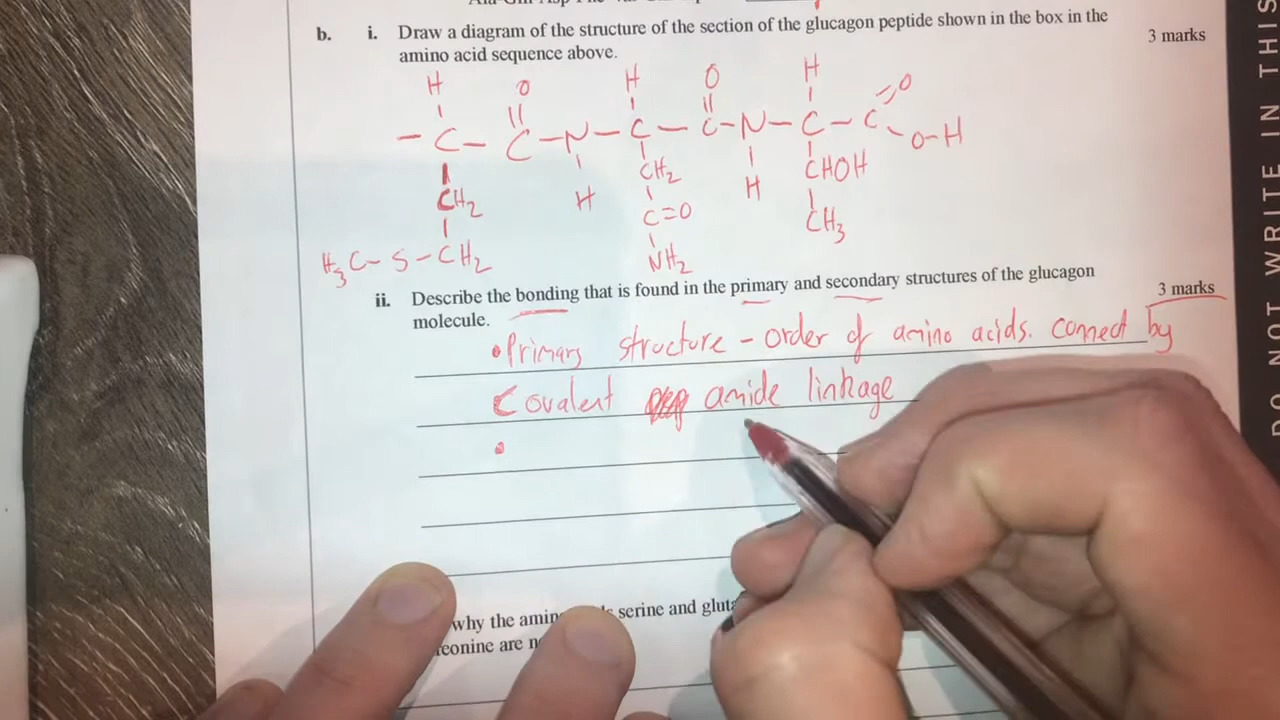 b. i. Draw a diagram of the structure of the section of the glucagon peptide shown in the box in the
amino acid sequence above.
3 marks
H O H O H O
- C - C - N - C - C - N - C - C
O-H
CH2 H CH2 H CHOH
C=O CH3
H3C - S - CH2 NH2
ii. Describe the bonding that is found in the primary and secondary structures of the glucagon
molecule.
3 marks
• Primary structure - order of amino acids. connect by
Covalent amide linkage
•
why the serine and
are
DO NOT WRITE IN THIS